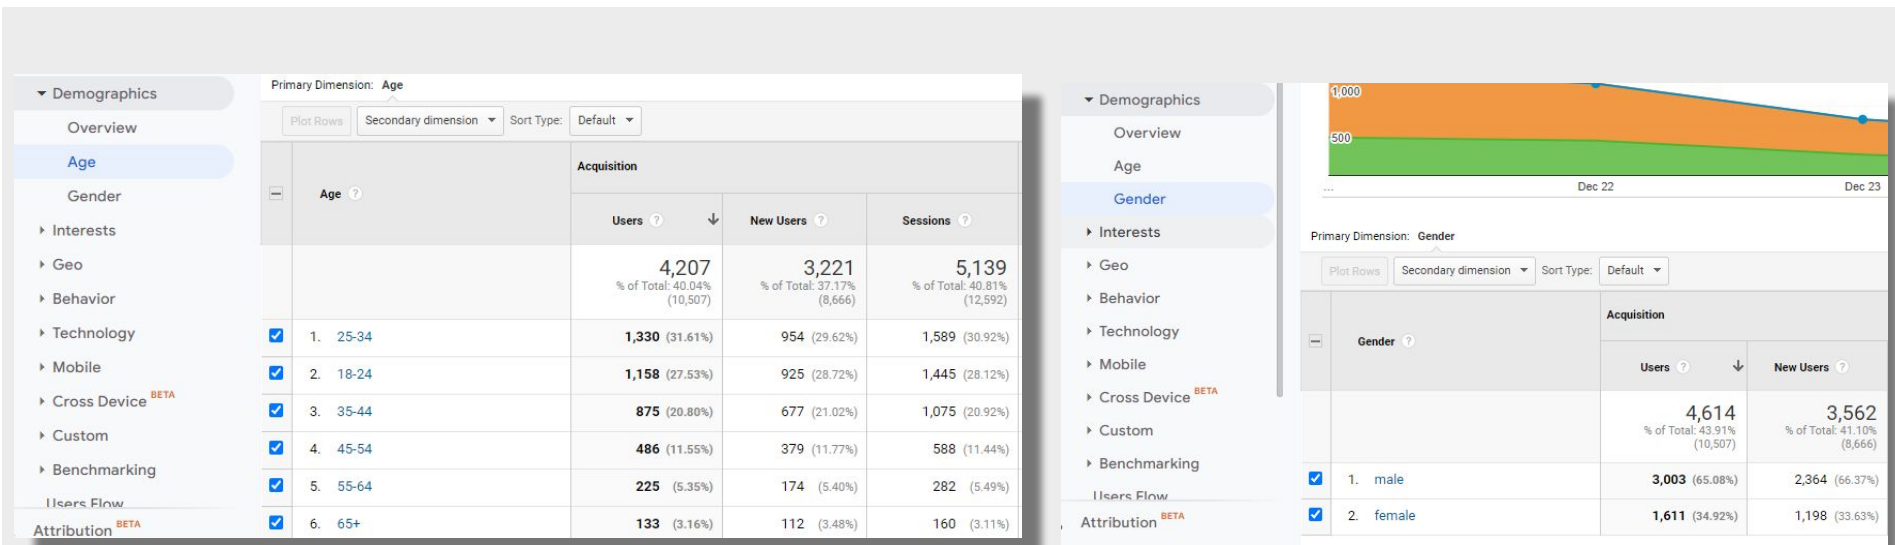 Demographics
Overview
Age
Gender
Interests
Geo
Behavior
Technology
Mobile
Cross Device BETA
Custom
Benchmarking
Users Flow
Attribution BETA
Primary Dimension: Age
Plot Rows Secondary dimension Sort Type: Default
Age ? Acquisition
Users ? New Users ? Sessions ?
4,207 3,221 5,139
% of Total: 40.04% % of Total: 37.17% % of Total: 40.81%
(10,507) (8,666) (12,592)
1. 25-34 1,330 (31.61%) 954 (29.62%) 1,589 (30.92%)
2. 18-24 1,158 (27.53%) 925 (28.72%) 1,445 (28.12%)
3. 35-44 875 (20.80%) 677 (21.02%) 1,075 (20.92%)
4. 45-54 486 (11.55%) 379 (11.77%) 588 (11.44%)
5. 55-64 225 (5.35%) 174 (5.40%) 282 (5.49%)
6. 65+ 133 (3.16%) 112 (3.48%) 160 (3.11%)
Demographics
Overview
Age
Gender
Interests
Geo
Behavior
Technology
Mobile
Cross Device BETA
Custom
Benchmarking
Users Flow
Attribution BETA
1,000
500
... Dec 22 Dec 23
Primary Dimension: Gender
Plot Rows Secondary dimension Sort Type: Default
Gender ? Acquisition
Users ? New Users ?
4,614 3,562
% of Total: 43.91% % of Total: 41.10%
(10,507) (8,666)
1. male 3,003 (65.08%) 2,364 (66.37%)
2. female 1,611 (34.92%) 1,198 (33.63%)